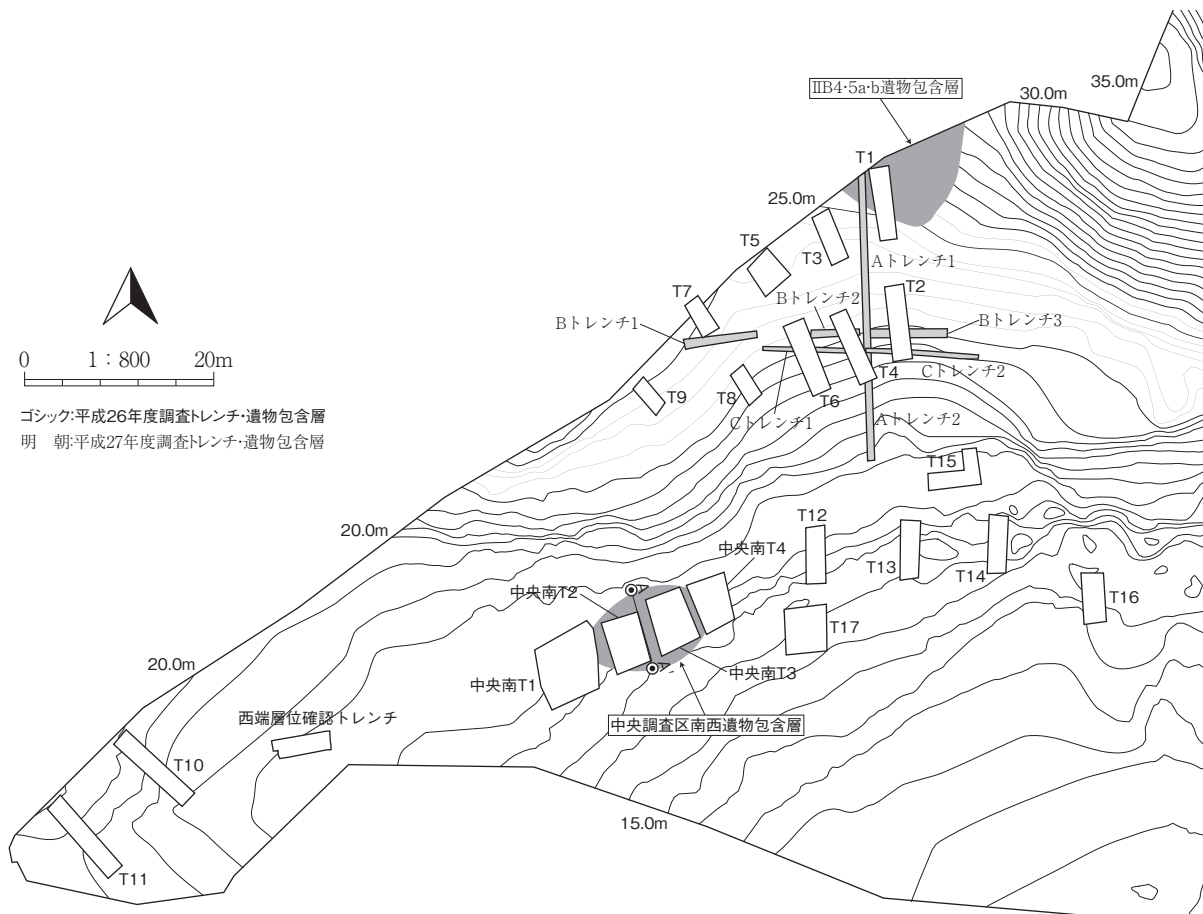 35.0m
30.0m
ⅡB4・5a・b遺物包含層
T1
25.0m
T5
T3
Aトレンチ1
T7
T2
Bトレンチ2
Bトレンチ1
Bトレンチ3
0 1：800 20m
T4
Cトレンチ2
T8
T6
T9
Cトレンチ1
Aトレンチ2
ゴシック:平成26年度調査トレンチ・遺物包含層
明　朝:平成27年度調査トレンチ・遺物包含層
T15
T12
20.0m
中央南T4
T13
T14
中央南T2
T16
T17
20.0m
中央南T3
中央南T1
西端層位確認トレンチ
中央調査区南西遺物包含層
T10
15.0m
T11